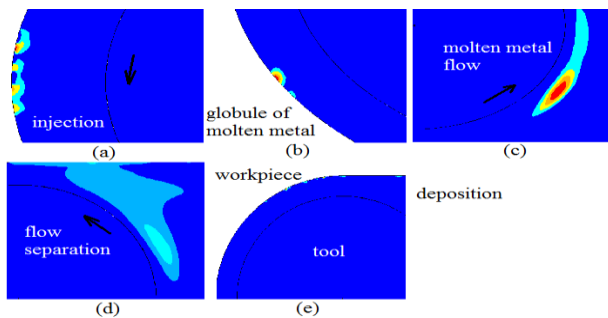 injection
(a)
globule of
molten metal
(b)
molten metal
flow
(c)
flow
separation
(d)
workpiece
tool
(e)
deposition